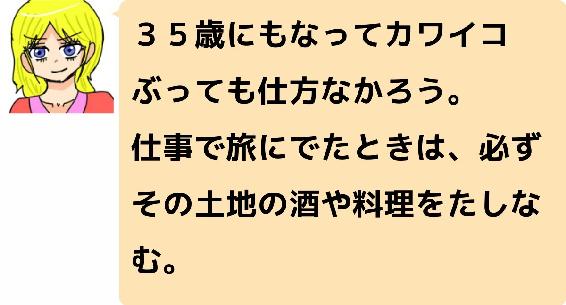 ３５歳にもなってカワイコ
ぶっても仕方なかろう。
仕事で旅にでたときは、必ず
その土地の酒や料理をたしな
む。